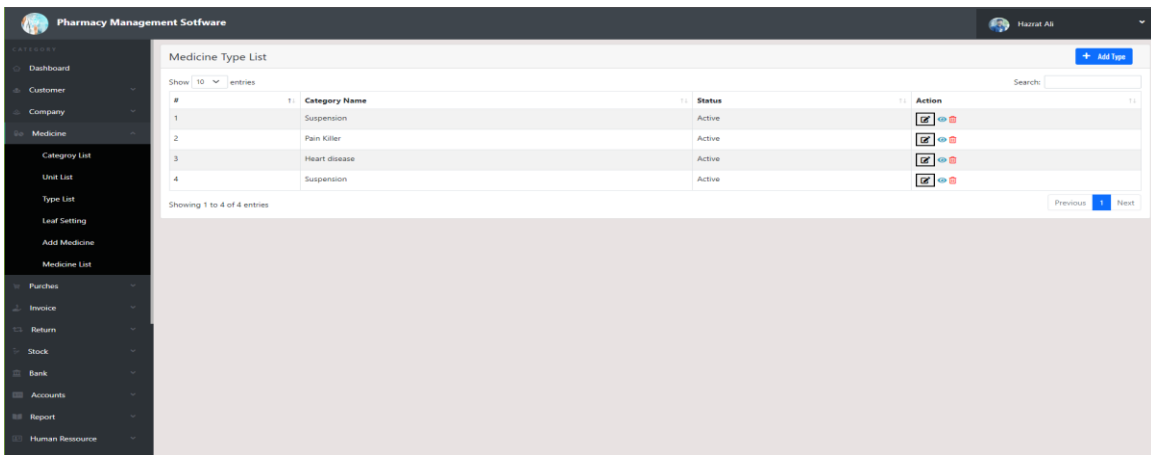 Pharmacy Management Sotfware
Hazrat Ali
CATEGORY
Dashboard
Customer
Company
Medicine
Categroy List
Unit List
Type List
Leaf Setting
Add Medicine
Medicine List
Purches
Invoice
Return
Stock
Bank
Accounts
Report
Human Ressource
Medicine Type List
+ Add Type
Show 10 entries
Search:
# Category Name Status Action
1 Suspension Active
2 Pain Killer Active
3 Heart disease Active
4 Suspension Active
Showing 1 to 4 of 4 entries
Previous 1 Next